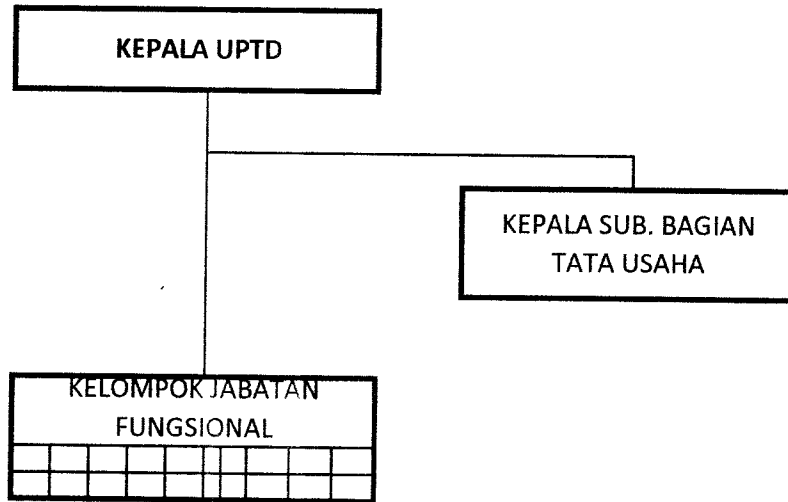 KEPALA UPTD
KEPALA SUB. BAGIAN
TATA USAHA
KELOMPOK JABATAN
FUNGSIONAL